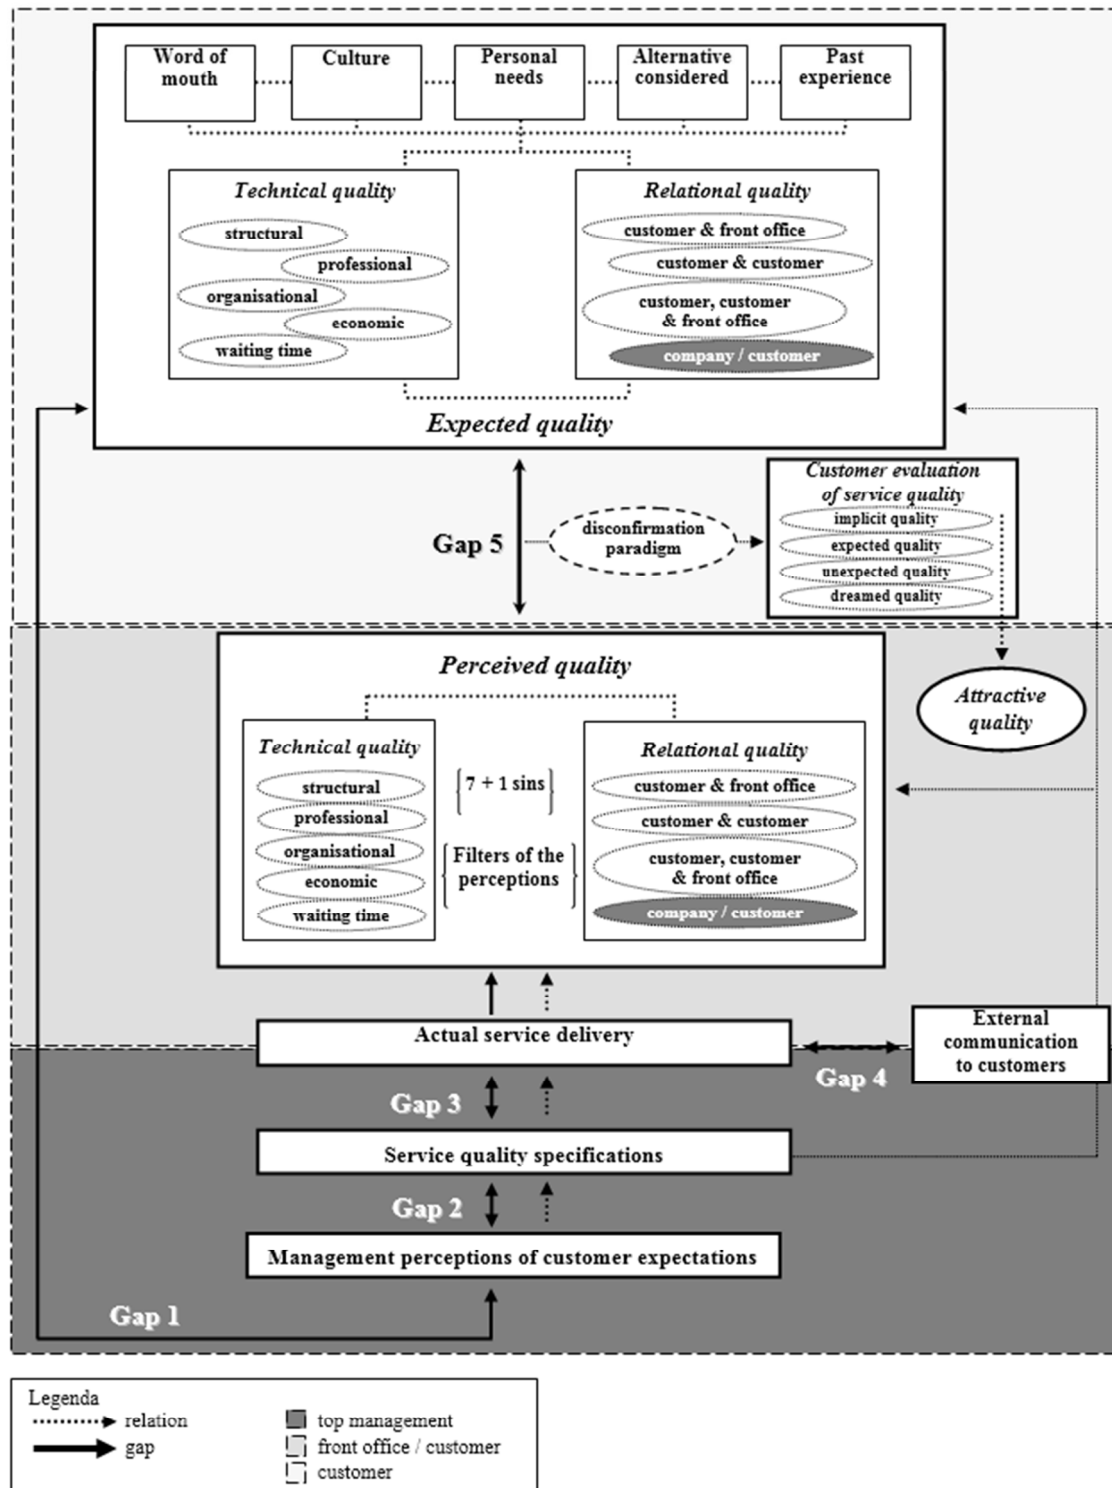 Word of
mouth
Culture
Personal
needs
Alternative
considered
Past
experience
Technical quality
structural
professional
organisational
economic
waiting time
Relational quality
customer & front office
customer & customer
customer, customer
& front office
company / customer
Expected quality
Gap 5
disconfirmation
paradigm
Customer evaluation
of service quality
implicit quality
expected quality
unexpected quality
dreamed quality
Attractive
quality
Perceived quality
Technical quality
structural
professional
organisational
economic
waiting time
{7 + 1 sins}
{Filters of the
perceptions}
Relational quality
customer & front office
customer & customer
customer, customer
& front office
company / customer
Actual service delivery
Gap 4
External
communication
to customers
Gap 3
Service quality specifications
Gap 2
Management perceptions of customer expectations
Gap 1
Legenda
relation
gap
top management
front office / customer
customer